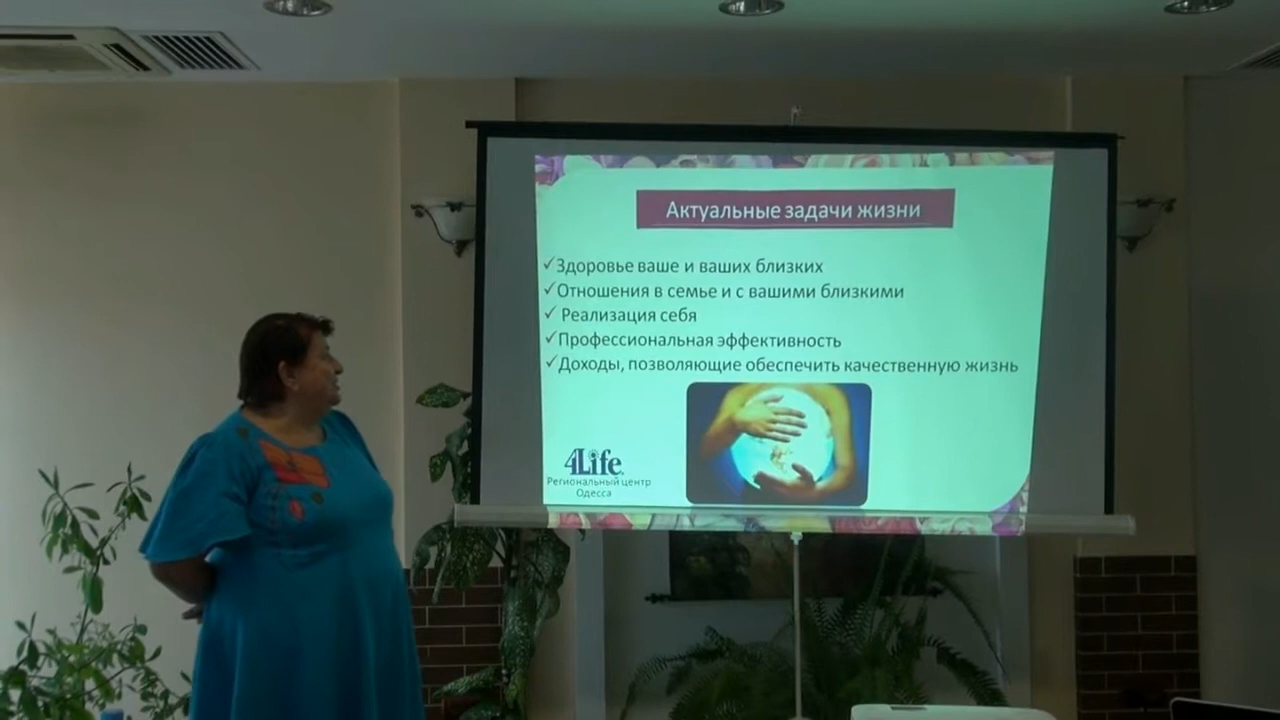 Актуальные задачи жизни
✓Здоровье ваше и ваших близких
✓Отношения в семье и с вашими близкими
✓ Реализация себя
✓Профессиональная эффективность
✓Доходы, позволяющие обеспечить качественную жизнь
4Life
Региональный центр
Одесса